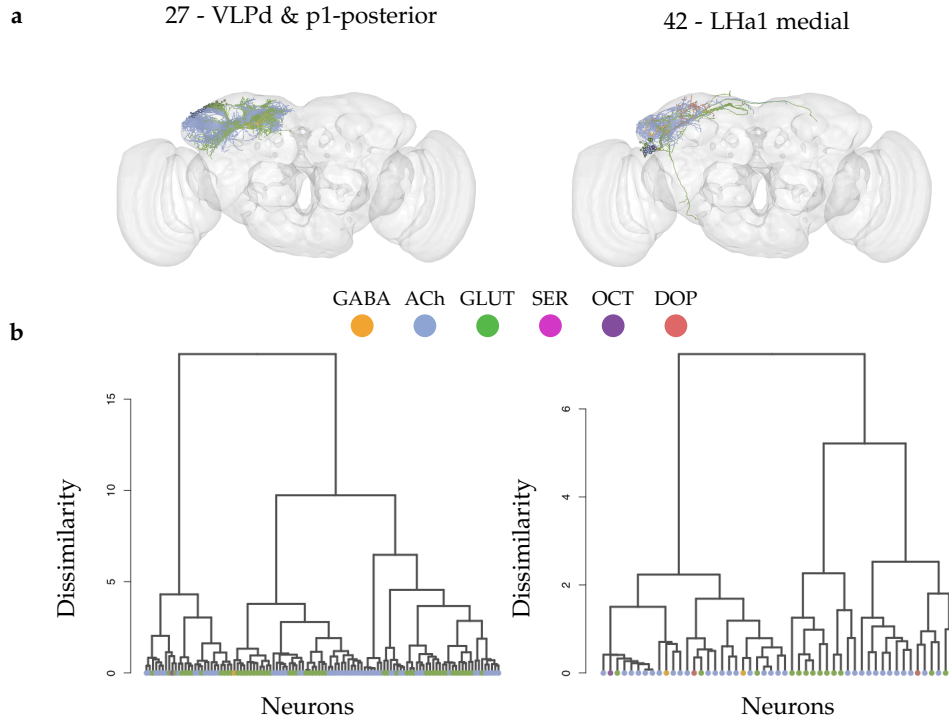 a
27 - VLPd & p1-posterior
42 - LHa1 medial
GABA ACh GLUT SER OCT DOP
b
15
10
5
0
Dissimilarity
Neurons
6
4
2
0
Dissimilarity
Neurons